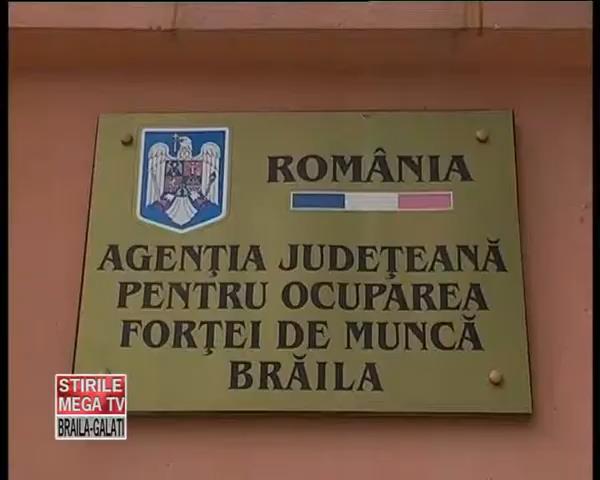 ROMÂNIA
AGENŢIA JUDEŢEANĂ
PENTRU OCUPAREA
FORŢEI DE MUNCĂ
BRĂILA
STIRILE
MEGA TV
BRAILA-GALATI